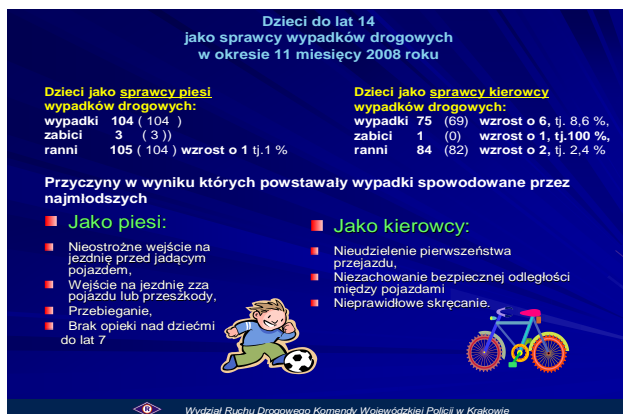 Dzieci do lat 14
jako sprawcy wypadków drogowych
w okresie 11 miesięcy 2008 roku
Dzieci jako sprawcy piesi
wypadków drogowych:
wypadki 104 ( 104 )
zabici 3 ( 3 ))
ranni 105 ( 104 ) wzrost o 1 tj.1 %
Dzieci jako sprawcy kierowcy
wypadków drogowych:
wypadki 75 (69) wzrost o 6, tj. 8,6 %,
zabici 1 (0) wzrost o 1, tj.100 %,
ranni 84 (82) wzrost o 2, tj. 2,4 %
Przyczyny w wyniku których powstawaly wypadki spowodowane przez
najmłodszych
Jako piesi:
Nieostrożne wejście na
jezdnię przed jadącym
pojazdem,
Wejście na jezdnię zza
pojazdu lub przeszkody,
Przebieganie,
Brak opieki nad dziećmi
do lat 7
Jako kierowcy:
Nieudzielenie pierwszeństwa
przejazdu,
Niezachowanie bezpiecznej odległości
między pojazdami
Nieprawidłowe skręcanie.
R
Wydział Ruchu Drogowego Komendy Wojewódzkiej Policji w Krakowie